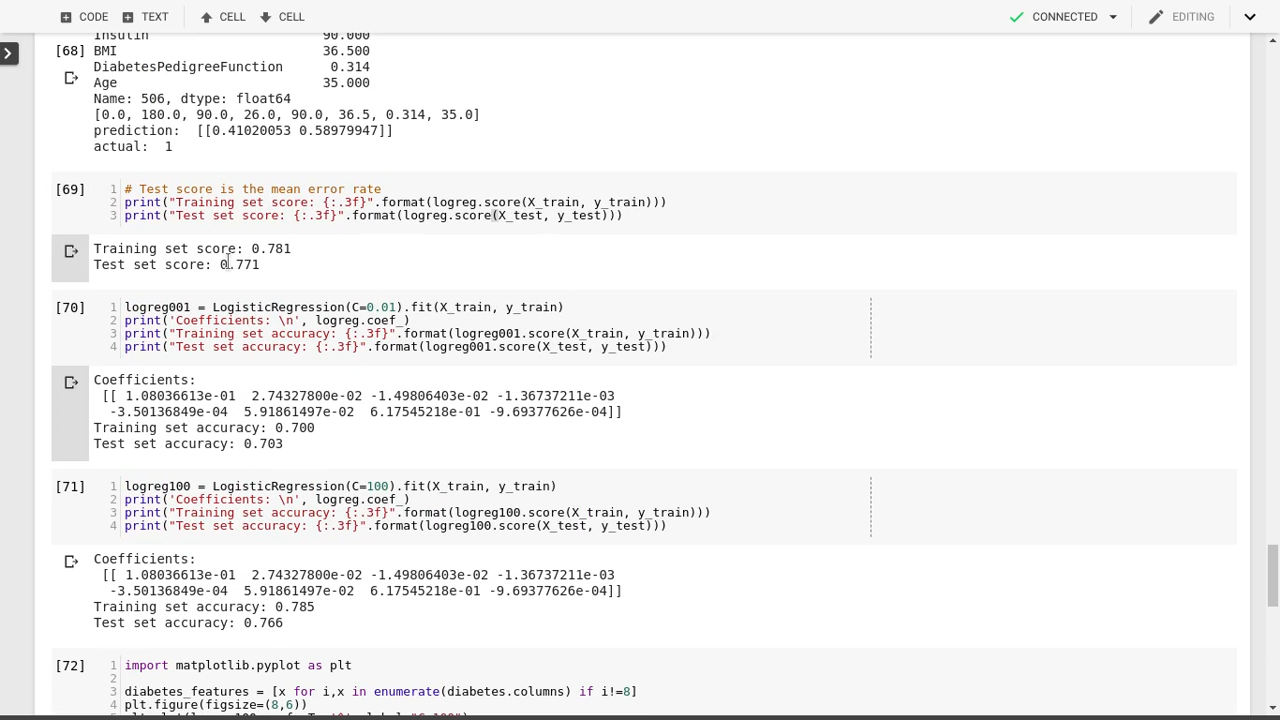 CODE TEXT CELL CELL CONNECTED EDITING
Insulin 90.000
[68] BMI 36.500
DiabetesPedigreeFunction 0.314
Age 35.000
Name: 506, dtype: float64
[0.0, 180.0, 90.0, 26.0, 90.0, 36.5, 0.314, 35.0]
prediction: [[0.41020053 0.58979947]]
actual: 1
[69] 1 # Test score is the mean error rate
2 print("Training set score: {:.3f}".format(logreg.score(X_train, y_train)))
3 print("Test set score: {:.3f}".format(logreg.score(X_test, y_test)))
Training set score: 0.781
Test set score: 0.771
[70] 1 logreg001 = LogisticRegression(C=0.01).fit(X_train, y_train)
2 print('Coefficients: \n', logreg.coef_)
3 print("Training set accuracy: {:.3f}".format(logreg001.score(X_train, y_train)))
4 print("Test set accuracy: {:.3f}".format(logreg001.score(X_test, y_test)))
Coefficients:
[[ 1.08036613e-01 2.74327800e-02 -1.49806403e-02 -1.36737211e-03
-3.50136849e-04 5.91861497e-02 6.17545218e-01 -9.69377626e-04]]
Training set accuracy: 0.700
Test set accuracy: 0.703
[71] 1 logreg100 = LogisticRegression(C=100).fit(X_train, y_train)
2 print('Coefficients: \n', logreg.coef_)
3 print("Training set accuracy: {:.3f}".format(logreg100.score(X_train, y_train)))
4 print("Test set accuracy: {:.3f}".format(logreg100.score(X_test, y_test)))
Coefficients:
[[ 1.08036613e-01 2.74327800e-02 -1.49806403e-02 -1.36737211e-03
-3.50136849e-04 5.91861497e-02 6.17545218e-01 -9.69377626e-04]]
Training set accuracy: 0.785
Test set accuracy: 0.766
[72] 1 import matplotlib.pyplot as plt
2
3 diabetes_features = [x for i,x in enumerate(diabetes.columns) if i!=8]
4 plt.figure(figsize=(8,6))